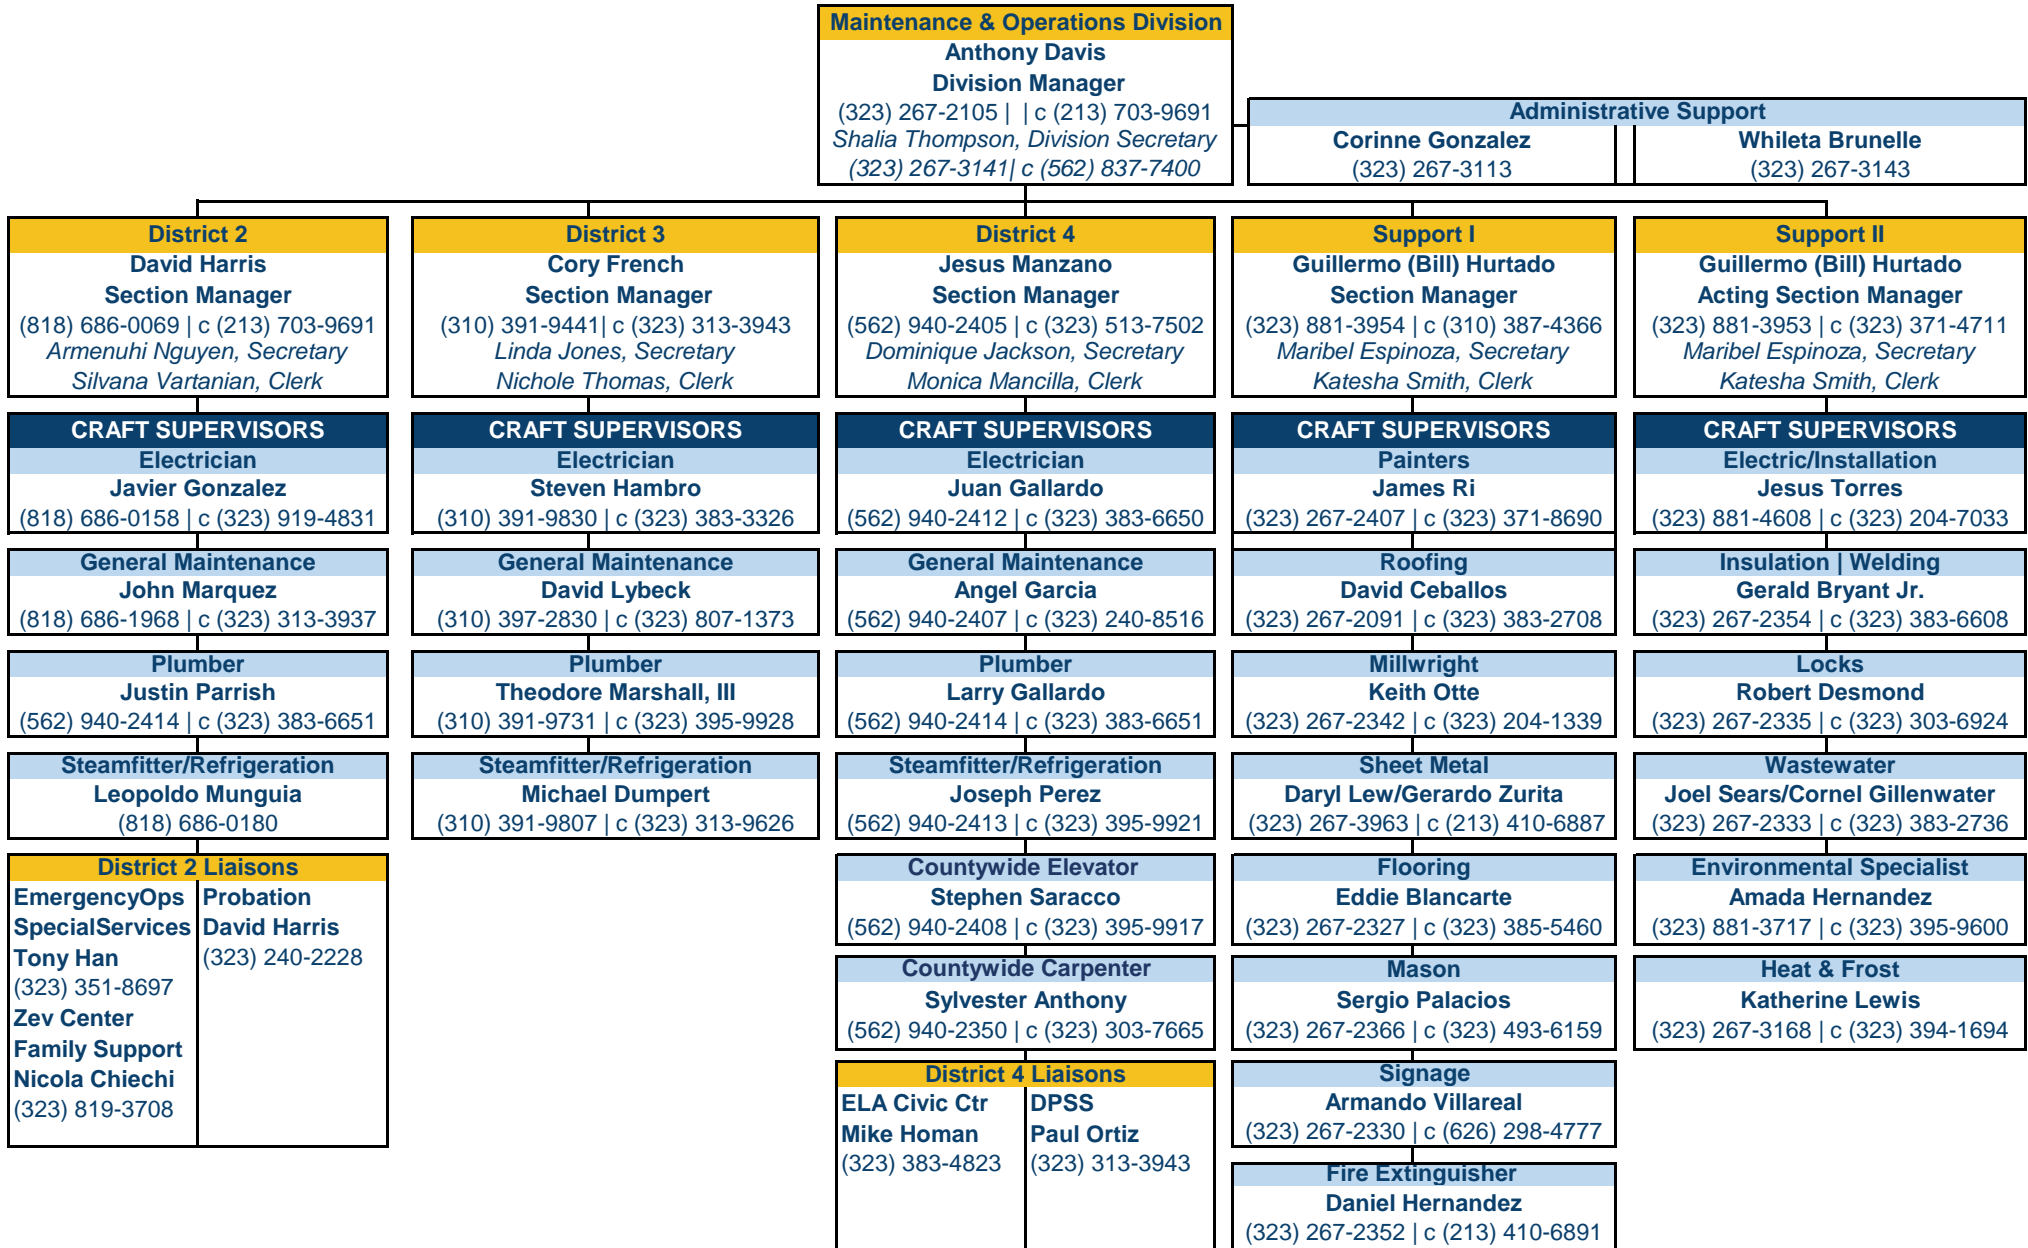 Maintenance & Operations Division
Anthony Davis
Division Manager
(323) 267-2105 | | c (213) 703-9691
Shalia Thompson, Division Secretary
(323) 267-3141| c (562) 837-7400
Administrative Support
Corinne Gonzalez
(323) 267-3113
Whileta Brunelle
(323) 267-3143
District 2
David Harris
Section Manager
(818) 686-0069 | c (213) 703-9691
Armenuhi Nguyen, Secretary
Silvana Vartanian, Clerk
CRAFT SUPERVISORS
Electrician
Javier Gonzalez
(818) 686-0158 | c (323) 919-4831
General Maintenance
John Marquez
(818) 686-1968 | c (323) 313-3937
Plumber
Justin Parrish
(562) 940-2414 | c (323) 383-6651
Steamfitter/Refrigeration
Leopoldo Munguia
(818) 686-0180
District 2 Liaisons
EmergencyOps
SpecialServices
Tony Han
(323) 351-8697
Zev Center
Family Support
Nicola Chiechi
(323) 819-3708
Probation
David Harris
(323) 240-2228
District 3
Cory French
Section Manager
(310) 391-9441| c (323) 313-3943
Linda Jones, Secretary
Nichole Thomas, Clerk
CRAFT SUPERVISORS
Electrician
Steven Hambro
(310) 391-9830 | c (323) 383-3326
General Maintenance
David Lybeck
(310) 397-2830 | c (323) 807-1373
Plumber
Theodore Marshall, III
(310) 391-9731 | c (323) 395-9928
Steamfitter/Refrigeration
Michael Dumpert
(310) 391-9807 | c (323) 313-9626
District 4
Jesus Manzano
Section Manager
(562) 940-2405 | c (323) 513-7502
Dominique Jackson, Secretary
Monica Mancilla, Clerk
CRAFT SUPERVISORS
Electrician
Juan Gallardo
(562) 940-2412 | c (323) 383-6650
General Maintenance
Angel Garcia
(562) 940-2407 | c (323) 240-8516
Plumber
Larry Gallardo
(562) 940-2414 | c (323) 383-6651
Steamfitter/Refrigeration
Joseph Perez
(562) 940-2413 | c (323) 395-9921
Countywide Elevator
Stephen Saracco
(562) 940-2408 | c (323) 395-9917
Countywide Carpenter
Sylvester Anthony
(562) 940-2350 | c (323) 303-7665
District 4 Liaisons
ELA Civic Ctr
Mike Homan
(323) 383-4823
DPSS
Paul Ortiz
(323) 313-3943
Support I
Guillermo (Bill) Hurtado
Section Manager
(323) 881-3954 | c (310) 387-4366
Maribel Espinoza, Secretary
Katesha Smith, Clerk
CRAFT SUPERVISORS
Painters
James Ri
(323) 267-2407 | c (323) 371-8690
Roofing
David Ceballos
(323) 267-2091 | c (323) 383-2708
Millwright
Keith Otte
(323) 267-2342 | c (323) 204-1339
Sheet Metal
Daryl Lew/Gerardo Zurita
(323) 267-3963 | c (213) 410-6887
Flooring
Eddie Blancarte
(323) 267-2327 | c (323) 385-5460
Mason
Sergio Palacios
(323) 267-2366 | c (323) 493-6159
Signage
Armando Villareal
(323) 267-2330 | c (626) 298-4777
Fire Extinguisher
Daniel Hernandez
(323) 267-2352 | c (213) 410-6891
Support II
Guillermo (Bill) Hurtado
Acting Section Manager
(323) 881-3953 | c (323) 371-4711
Maribel Espinoza, Secretary
Katesha Smith, Clerk
CRAFT SUPERVISORS
Electric/Installation
Jesus Torres
(323) 881-4608 | c (323) 204-7033
Insulation | Welding
Gerald Bryant Jr.
(323) 267-2354 | c (323) 383-6608
Locks
Robert Desmond
(323) 267-2335 | c (323) 303-6924
Wastewater
Joel Sears/Cornel Gillenwater
(323) 267-2333 | c (323) 383-2736
Environmental Specialist
Amada Hernandez
(323) 881-3717 | c (323) 395-9600
Heat & Frost
Katherine Lewis
(323) 267-3168 | c (323) 394-1694